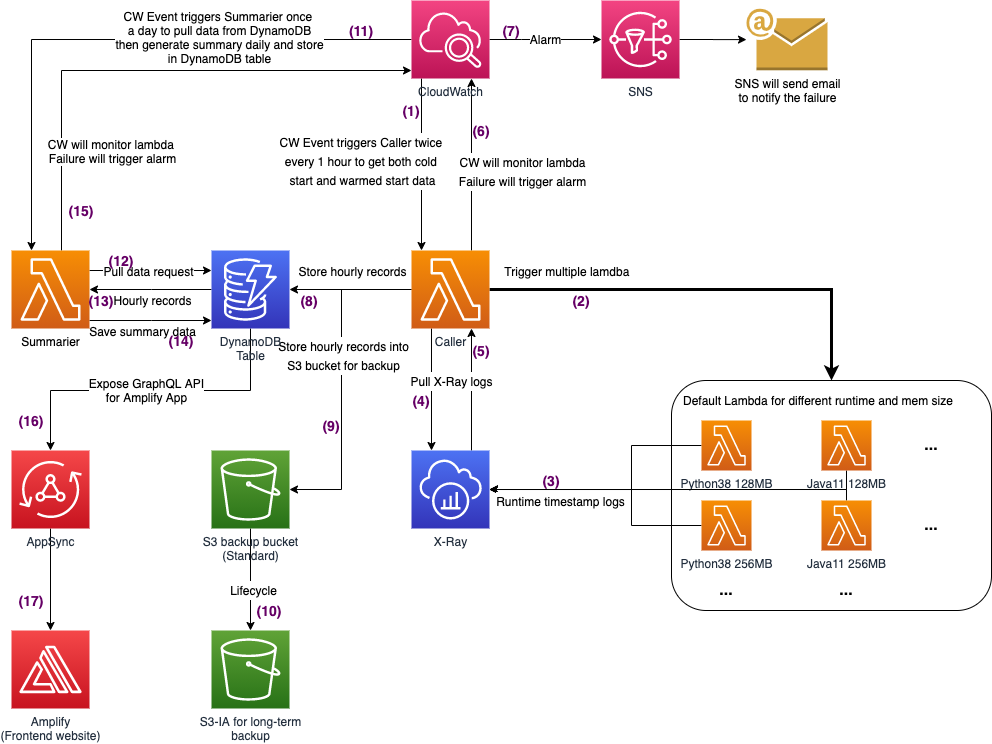 CW Event triggers Summarier once
a day to pull data from DynamoDB
then generate summary daily and store
in DynamoDB table
(11)
(7)
Alarm
CloudWatch
SNS
SNS will send email
to notify the failure
(1)
(6)
CW Event triggers Caller twice
every 1 hour to get both cold
start and warmed start data
CW will monitor lambda
Failure will trigger alarm
CW will monitor lambda
Failure will trigger alarm
(15)
(12)
Pull data request
(13)
Hourly records
Save summary data
(14)
Summarier
DynamoDB
Table
Store hourly records
(8)
Caller
Trigger multiple lamdba
(2)
Store hourly records into
S3 bucket for backup
(5)
Pull X-Ray logs
(4)
Expose GraphQL API
for Amplify App
(16)
(9)
Default Lambda for different runtime and mem size
Python38 128MB
Java11 128MB
...
(3)
Runtime timestamp logs
Python38 256MB
Java11 256MB
...
...
...
AppSync
S3 backup bucket
(Standard)
X-Ray
Lifecycle
(10)
(17)
Amplify
(Frontend website)
S3-IA for long-term
backup